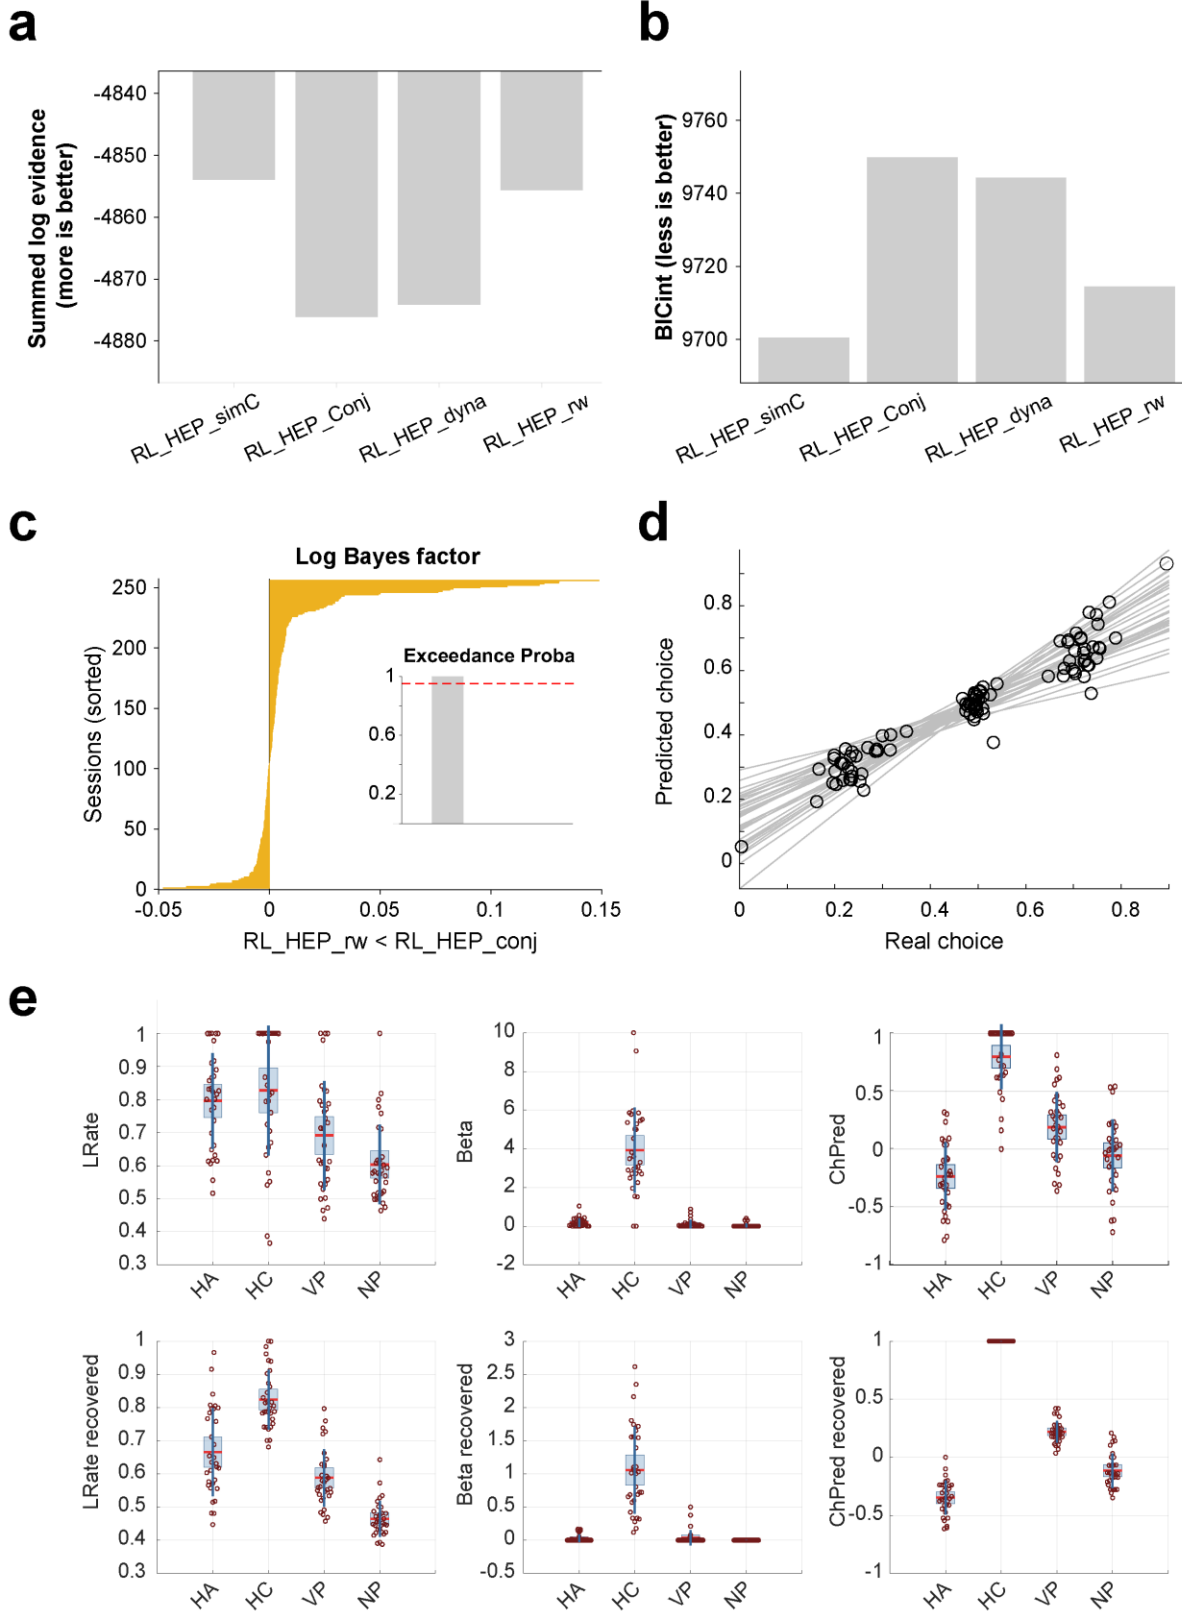 a
Summed log evidence
(more is better)
-4840
-4850
-4860
-4870
-4880
RL_HEP_simC
RL_HEP_Conj
RL_HEP_dyna
RL_HEP_rw
b
BICint (less is better)
9760
9740
9720
9700
RL_HEP_simC
RL_HEP_Conj
RL_HEP_dyna
RL_HEP_rw
c
Log Bayes factor
Sessions (sorted)
250
200
150
100
50
0
-0.05
0
0.05
0.1
0.15
RL_HEP_rw < RL_HEP_conj
Exceedance Proba
1
1
0.6
0.2
d
Predicted choice
0.8
0.6
0.4
0.2
0
0
0.2
0.4
0.6
0.8
Real choice
e
LRate
1
0.9
0.8
0.7
0.6
0.5
0.4
0.3
HA
HC
VP
NP
Beta
10
8
6
4
2
0
-2
HA
HC
VP
NP
ChPred
1
0.5
0
-0.5
-1
HA
HC
VP
NP
LRate recovered
1
0.9
0.8
0.7
0.6
0.5
0.4
0.3
HA
HC
VP
NP
Beta recovered
3
2.5
2
1.5
1
0.5
0
-0.5
HA
HC
VP
NP
ChPred recovered
1
0.5
0
-0.5
-1
HA
HC
VP
NP